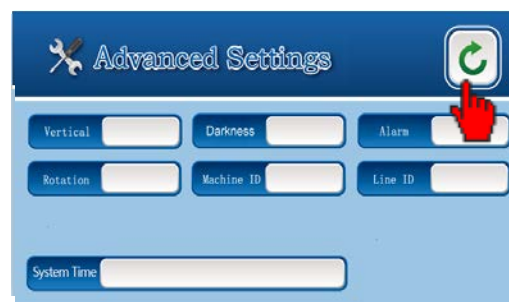 Advanced Settings
Vertical Darkness Alarm
Rotation Machine ID Line ID
System Time